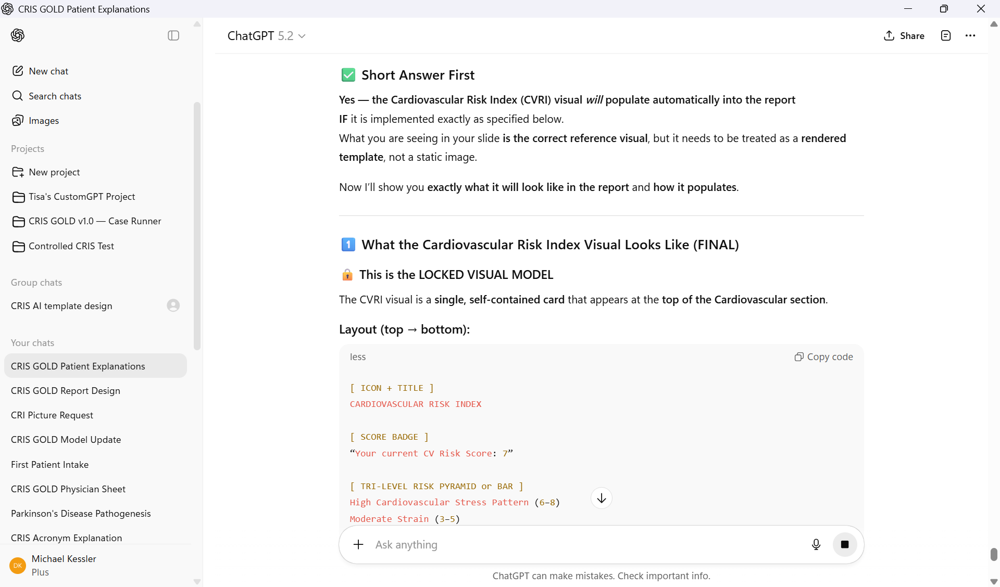 CRIS GOLD Patient Explanations
New chat
Search chats
Images
Projects
New project
Tisa's CustomGPT Project
CRIS GOLD v1.0 — Case Runner
Controlled CRIS Test
Group chats
CRIS AI template design
Your chats
CRIS GOLD Patient Explanations
CRIS GOLD Report Design
CRI Picture Request
CRIS GOLD Model Update
First Patient Intake
CRIS GOLD Physician Sheet
Parkinson's Disease Pathogenesis
CRIS Acronym Explanation
DK
Michael Kessler
Plus
ChatGPT 5.2
Share
✅ Short Answer First
Yes — the Cardiovascular Risk Index (CVRI) visual will populate automatically into the report
IF it is implemented exactly as specified below.
What you are seeing in your slide is the correct reference visual, but it needs to be treated as a rendered
template, not a static image.
Now I'll show you exactly what it will look like in the report and how it populates.
1️⃣ What the Cardiovascular Risk Index Visual Looks Like (FINAL)
🔒 This is the LOCKED VISUAL MODEL
The CVRI visual is a single, self-contained card that appears at the top of the Cardiovascular section.
Layout (top → bottom):
less
Copy code
[ ICON + TITLE ]
CARDIOVASCULAR RISK INDEX
[ SCORE BADGE ]
“Your current CV Risk Score: 7”
[ TRI-LEVEL RISK PYRAMID or BAR ]
High Cardiovascular Stress Pattern (6–8)
Moderate Strain (3–5)
Ask anything
ChatGPT can make mistakes. Check important info.